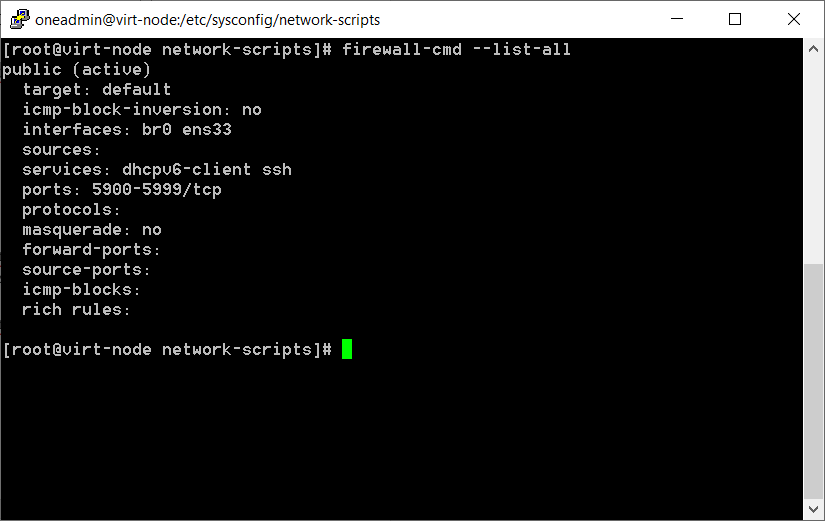 oneadmin@virt-node:/etc/sysconfig/network-scripts
[root@virt-node network-scripts]# firewall-cmd --list-all
public (active)
  target: default
  icmp-block-inversion: no
  interfaces: br0 ens33
  sources:
  services: dhcpv6-client ssh
  ports: 5900-5999/tcp
  protocols:
  masquerade: no
  forward-ports:
  source-ports:
  icmp-blocks:
  rich rules:
[root@virt-node network-scripts]#